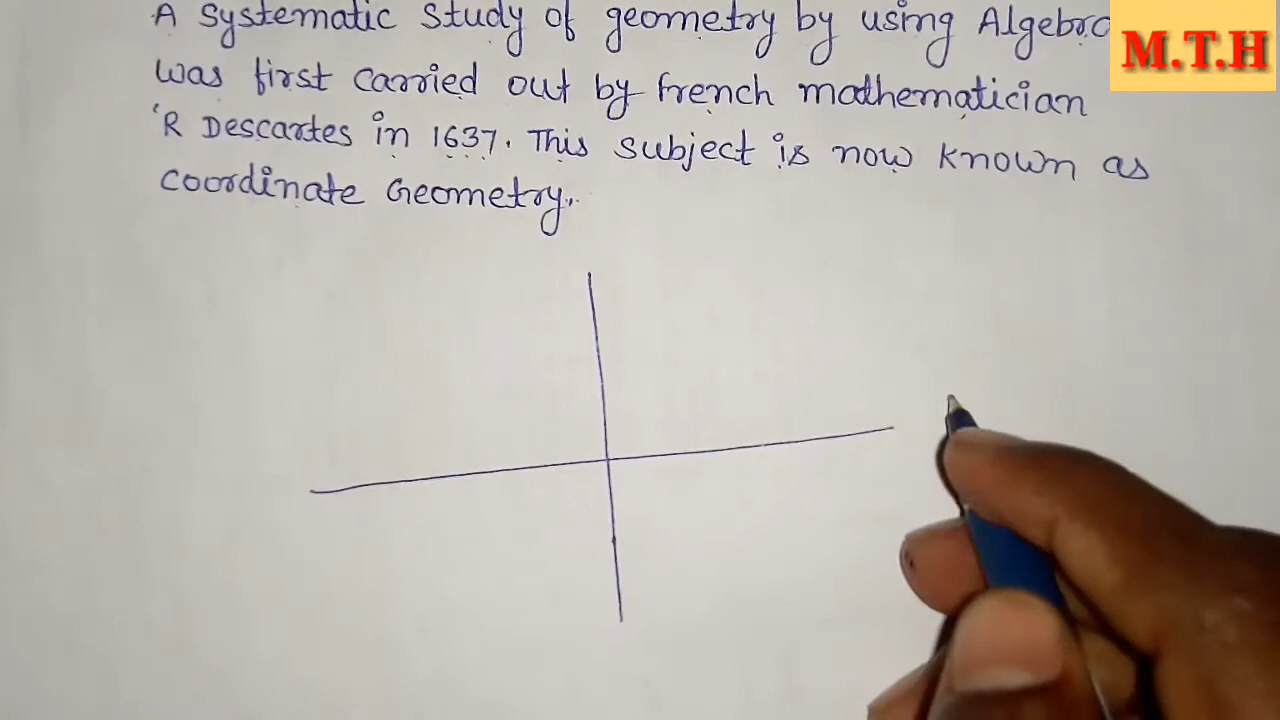 A Systematic Study of geometry by using Algebra
M.T.H
was first carried out by french mathematician
'R Descartes in 1637. This subject is now known as
coordinate Geometry.